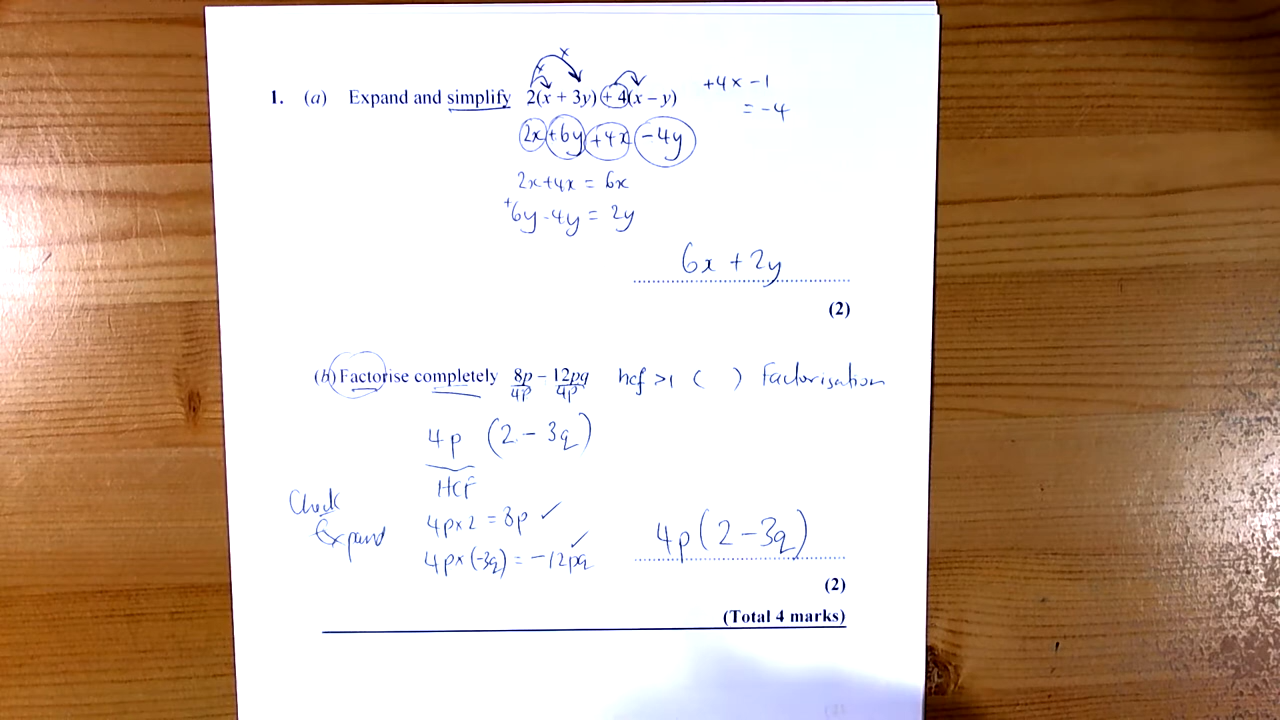 1. (a) Expand and simplify 2(x + 3y) + 4(x – y) +4 x -1
= -4
2x +6y +4x -4y
2x+4x = 6x
+6y-4y = 2y
6x + 2y
(2)
(b) Factorise completely 8p – 12pq hcf >1 ( ) Factorisation
4p 4p
4p (2 - 3q)
HCF
Check
Expand
4p×2 = 8p ✓
4p×(-3q) = -12pq ✓
4p(2-3q)
(2)
(Total 4 marks)